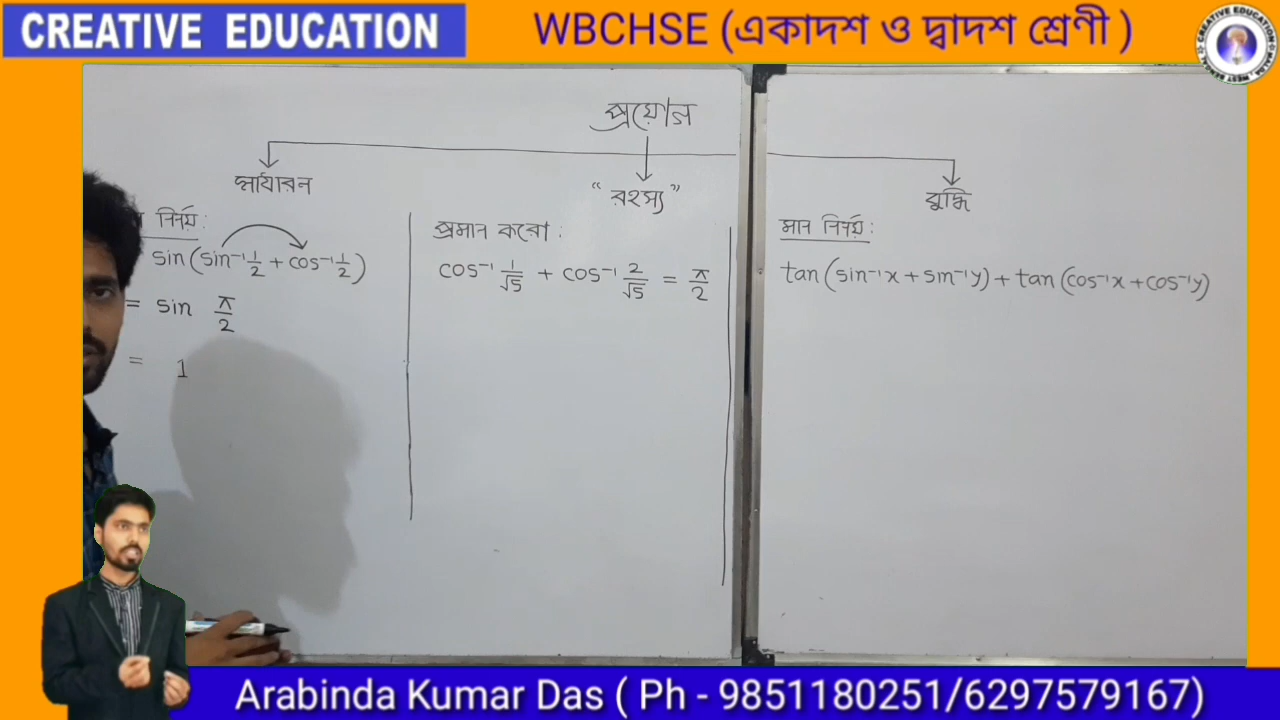 CREATIVE EDUCATION
WBCHSE (একাদশ ও দ্বাদশ শ্রেণী )
CREATIVE EDUCATION
প্রয়োগ
সাধারন
"রহস্য"
বুদ্ধি
নির্ণয় :
sin(sin⁻¹ 1/2 + cos⁻¹ 1/2)
= sin π/2
= 1
প্রমান করো :
cos⁻¹ 1/√5 + cos⁻¹ 2/√5 = π/2
মান নির্ণয় :
tan(sin⁻¹x + sin⁻¹y) + tan(cos⁻¹x + cos⁻¹y)
Arabinda Kumar Das ( Ph - 9851180251/6297579167)